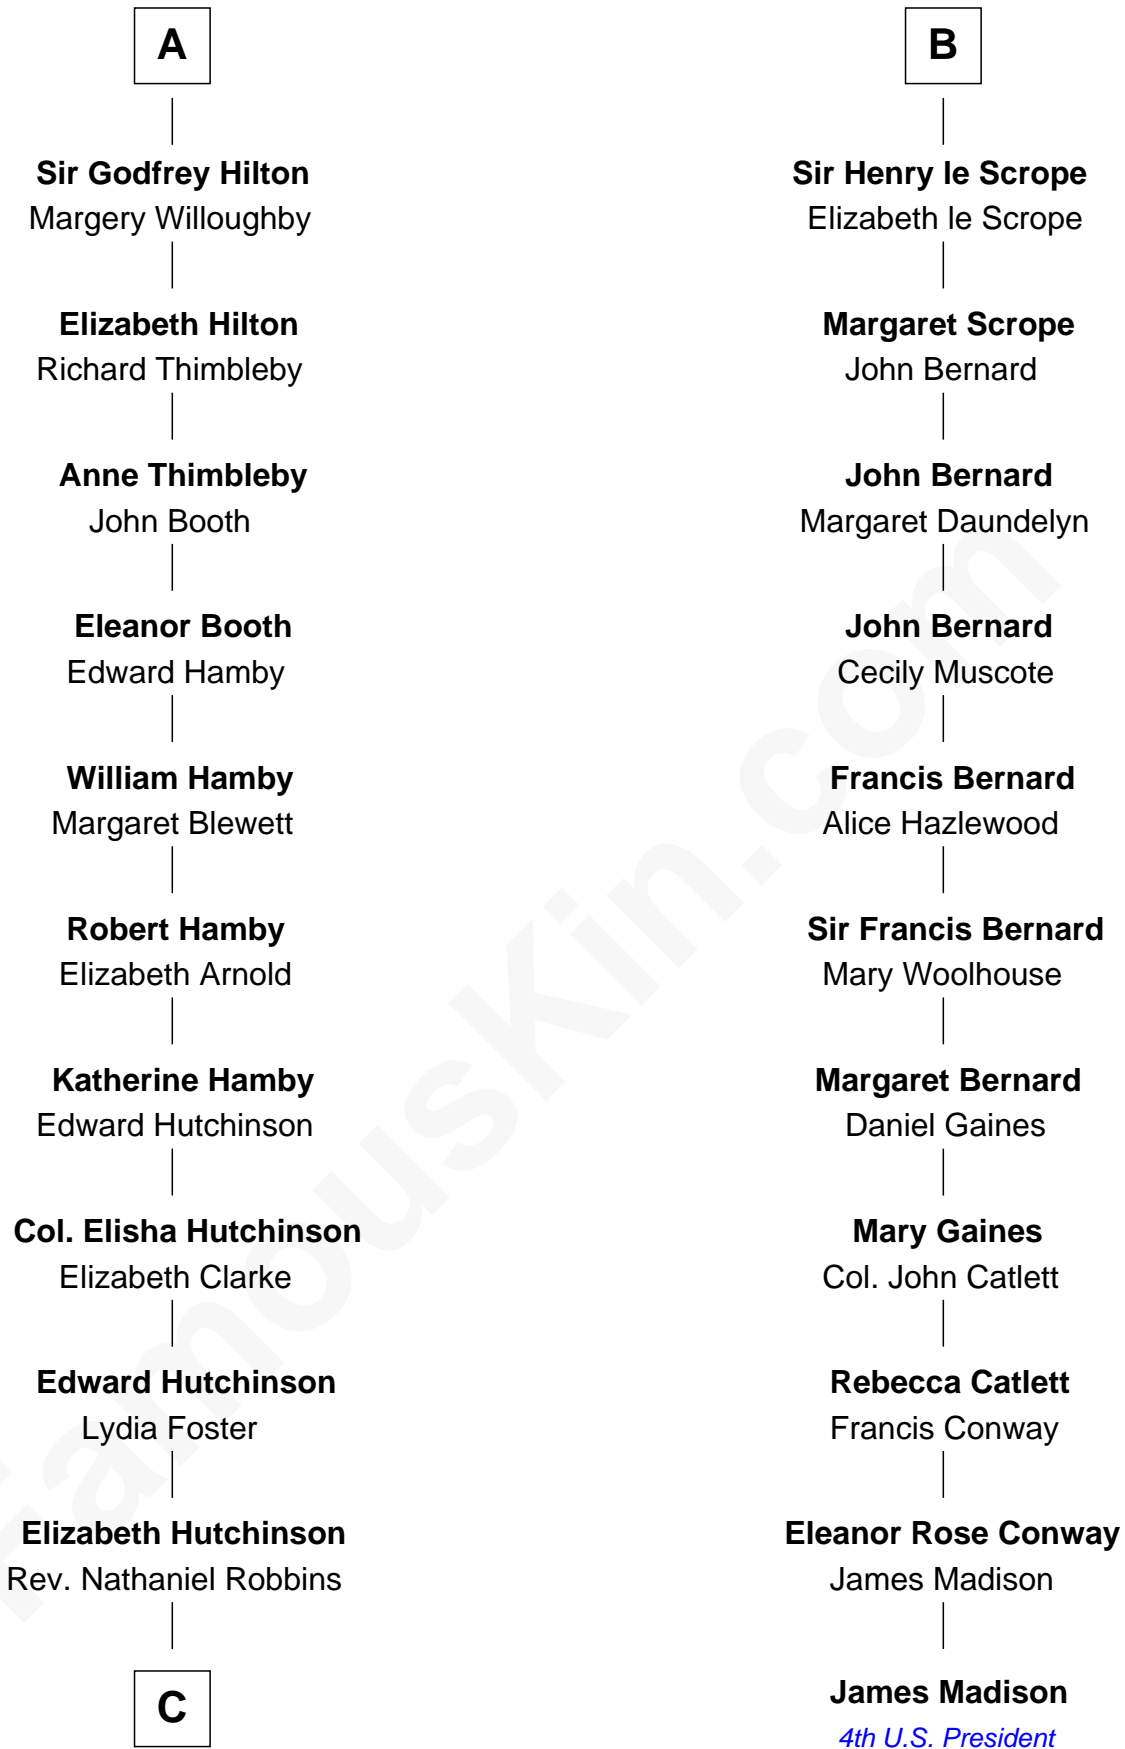 A
Sir Godfrey Hilton
Margery Willoughby
Elizabeth Hilton
Richard Thimbleby
Anne Thimbleby
John Booth
Eleanor Booth
Edward Hamby
William Hamby
Margaret Blewett
Robert Hamby
Elizabeth Arnold
Katherine Hamby
Edward Hutchinson
Col. Elisha Hutchinson
Elizabeth Clarke
Edward Hutchinson
Lydia Foster
Elizabeth Hutchinson
Rev. Nathaniel Robbins
C
B
Sir Henry le Scrope
Elizabeth le Scrope
Margaret Scrope
John Bernard
John Bernard
Margaret Daundelyn
John Bernard
Cecily Muscote
Francis Bernard
Alice Hazlewood
Sir Francis Bernard
Mary Woolhouse
Margaret Bernard
Daniel Gaines
Mary Gaines
Col. John Catlett
Rebecca Catlett
Francis Conway
Eleanor Rose Conway
James Madison
James Madison
4th U.S. President
FamousKin.com